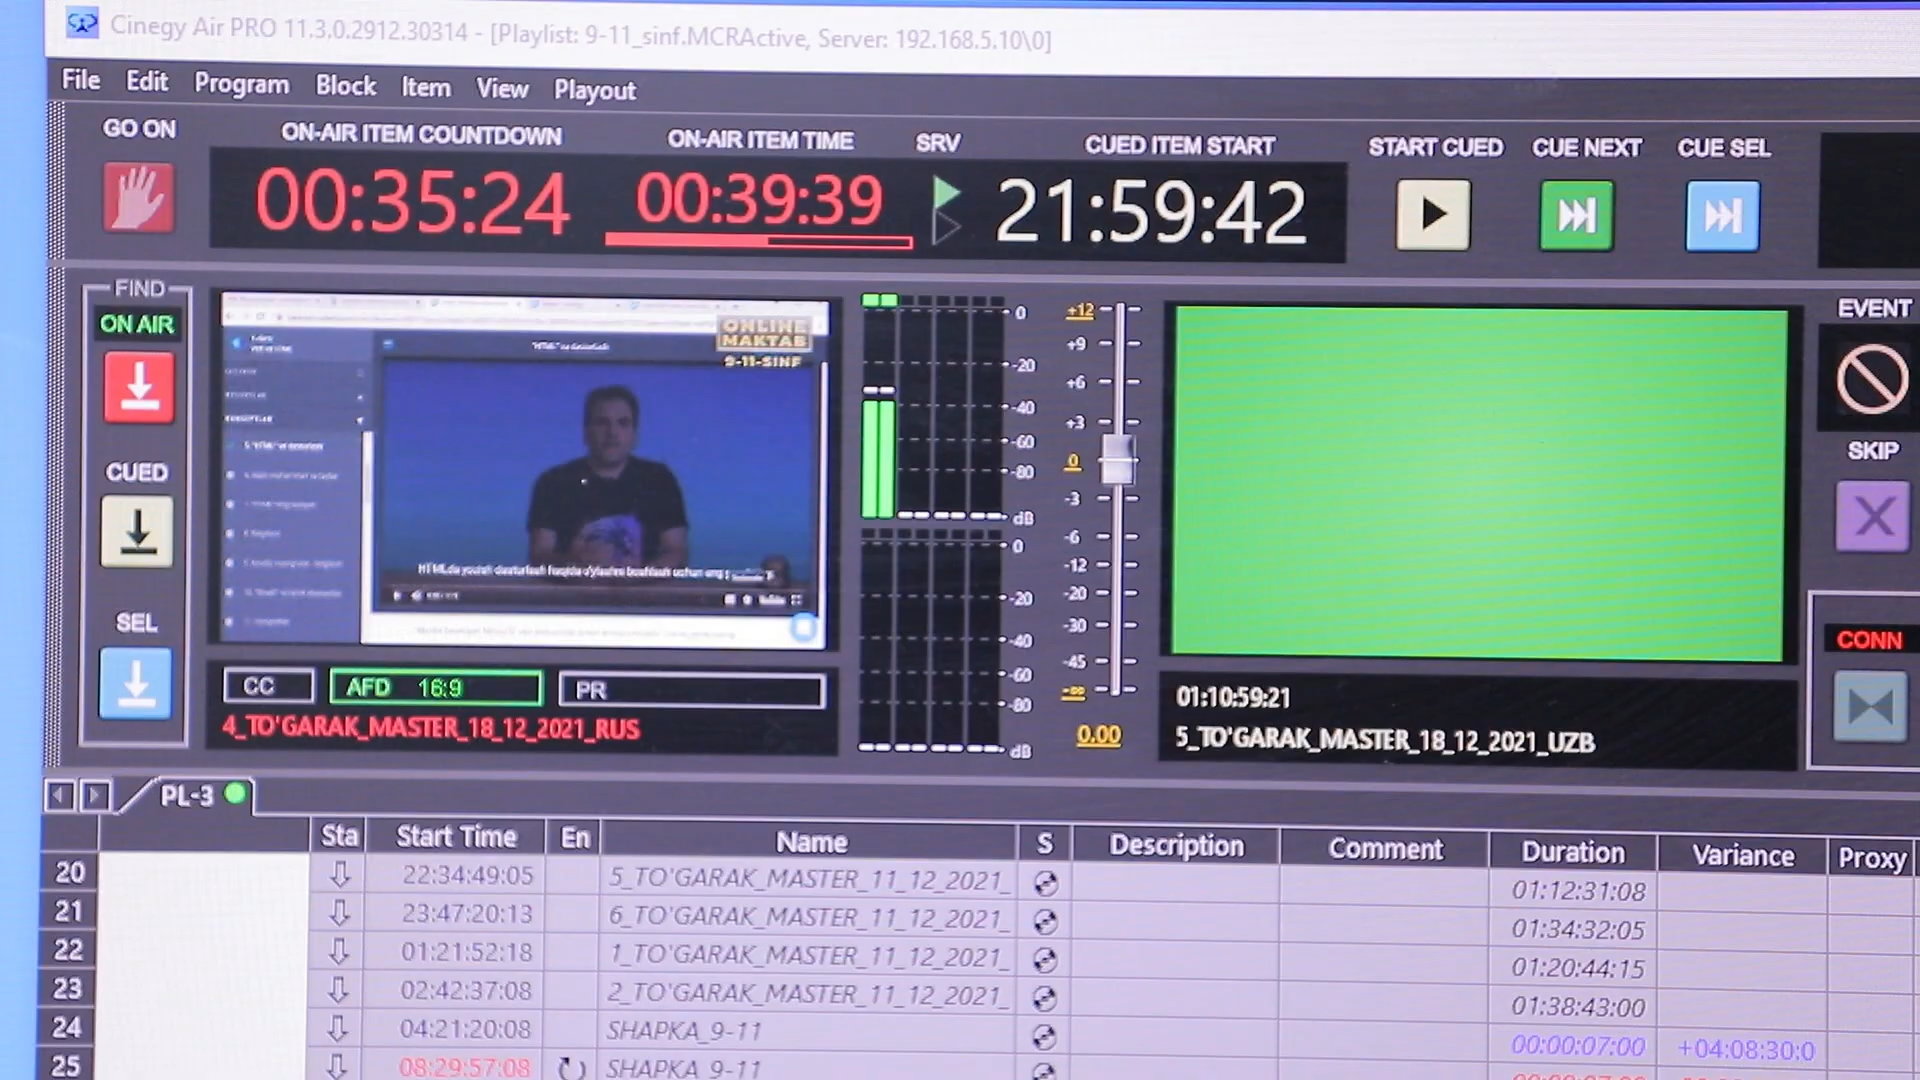 Cinegy Air PRO 11.3.0.2912.30314 - [Playlist: 9-11_sinf.MCRActive, Server: 192.168.5.10\0]
File Edit Program Block Item View Playout
GO ON ON-AIR ITEM COUNTDOWN ON-AIR ITEM TIME SRV CUED ITEM START START CUED CUE NEXT CUE SEL
00:35:24 00:39:39 21:59:42
FIND
ON AIR
CUED
SEL
ONLINE
MAKTAB
9-11-SINF
CC AFD 16:9 PR
4_TO'GARAK_MASTER_18_12_2021_RUS
0
-20
-40
-60
-80
dB
0
-20
-40
-60
-80
dB
+12
+9
+6
+3
0
-3
-6
-12
-20
-30
-45
-∞
0.00
01:10:59:21
5_TO'GARAK_MASTER_18_12_2021_UZB
EVENT
SKIP
CONN
PL-3
Sta Start Time En Name S Description Comment Duration Variance Proxy
20 22:34:49:05 5_TO'GARAK_MASTER_11_12_2021_ 01:12:31:08
21 23:47:20:13 6_TO'GARAK_MASTER_11_12_2021_ 01:34:32:05
22 01:21:52:18 1_TO'GARAK_MASTER_11_12_2021_ 01:20:44:15
23 02:42:37:08 2_TO'GARAK_MASTER_11_12_2021_ 01:38:43:00
24 04:21:20:08 SHAPKA_9-11 00:00:07:00 +04:08:30:0
25 08:29:57:08 SHAPKA_9-11